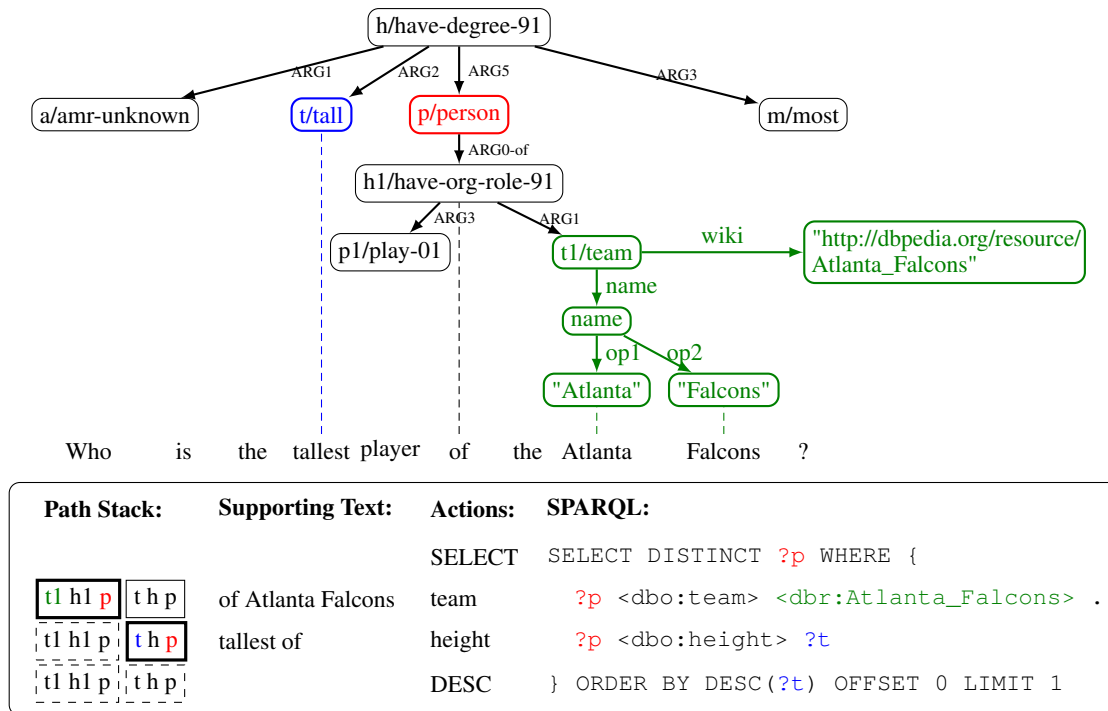 h/have-degree-91
ARG1 ARG2 ARG5 ARG3
a/amr-unknown t/tall p/person m/most
ARG0-of
h1/have-org-role-91
ARG3 ARG1
p1/play-01 t1/team wiki "http://dbpedia.org/resource/
Atlanta_Falcons"
name
name
op1 op2
"Atlanta" "Falcons"
Who is the tallest player of the Atlanta Falcons ?
Path Stack: Supporting Text: Actions: SPARQL:
SELECT SELECT DISTINCT ?p WHERE {
t1 h1 p t h p of Atlanta Falcons team ?p <dbo:team> <dbr:Atlanta_Falcons> .
t1 h1 p t h p tallest of height ?p <dbo:height> ?t
t1 h1 p t h p DESC } ORDER BY DESC(?t) OFFSET 0 LIMIT 1